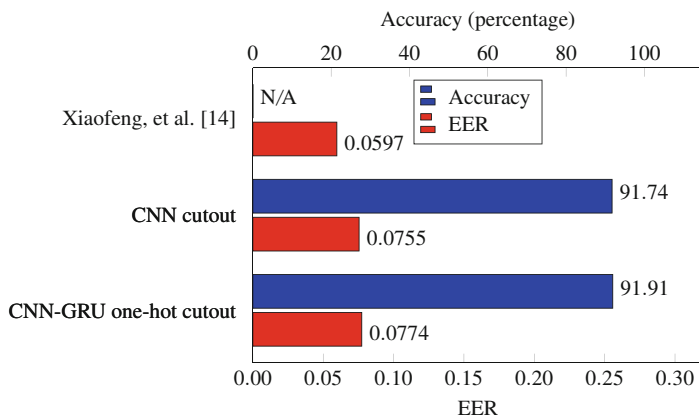 Accuracy (percentage)
0 20 40 60 80 100
N/A
Accuracy
Xiaofeng, et al. [14]
EER
0.0597
CNN cutout
91.74
0.0755
CNN-GRU one-hot cutout
91.91
0.0774
0.00 0.05 0.10 0.15 0.20 0.25 0.30
EER